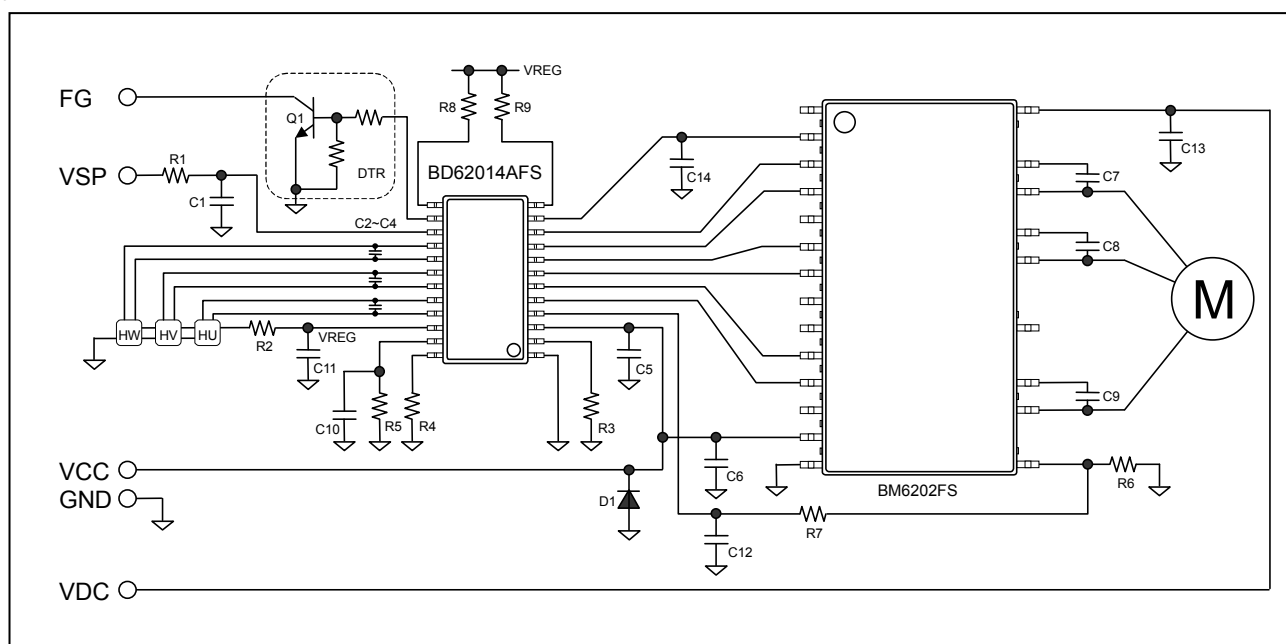 VREG
FG
R8
R9
Q1
DTR
VSP
R1
C1
BD62014AFS
C14
C13
C7
C2~C4
C8
M
HW
HV
HU
R2
VREG
C11
C5
C9
C10
R5
R4
R3
VCC
C6
BM6202FS
R6
GND
D1
R7
C12
VDC